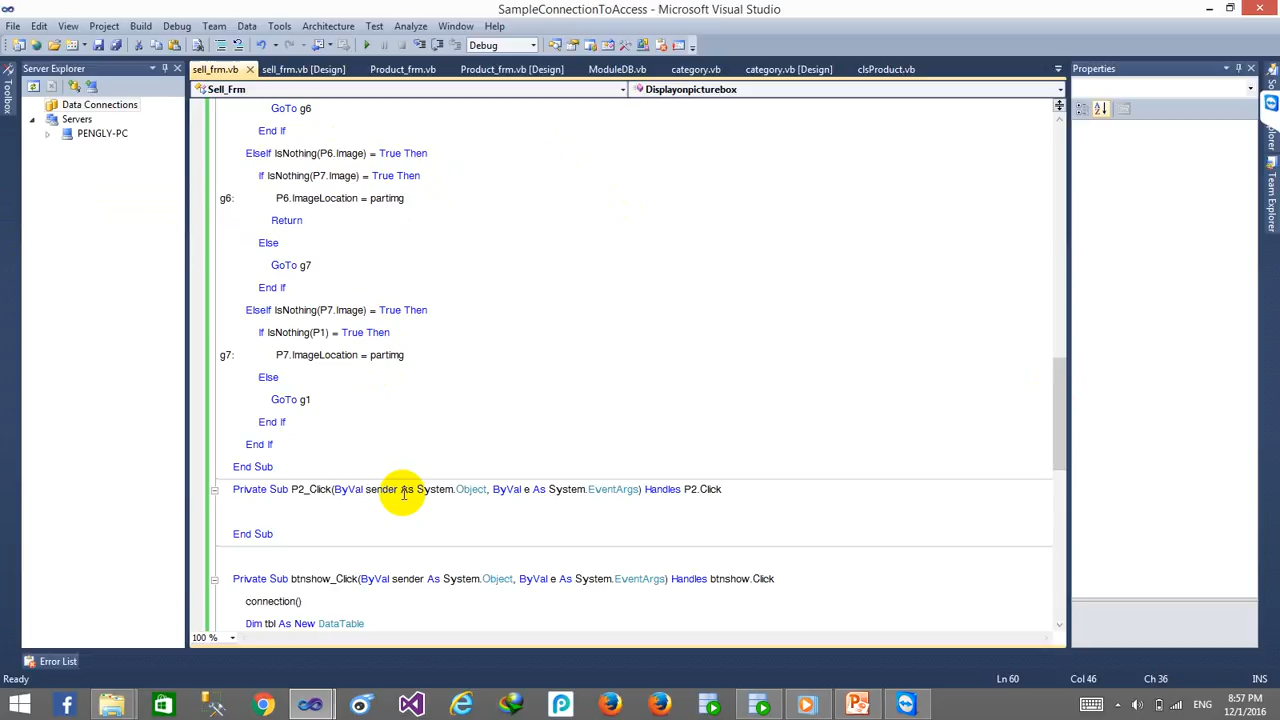 SampleConnectionToAccess - Microsoft Visual Studio
File Edit View Project Build Debug Team Data Tools Architecture Test Analyze Window Help
Debug
Server Explorer
Data Connections
Servers
PENGLY-PC
Toolbox
sell_frm.vb
sell_frm.vb [Design]
Product_frm.vb
Product_frm.vb [Design]
ModuleDB.vb
category.vb
category.vb [Design]
clsProduct.vb
Sell_Frm
Displayonpicturebox
GoTo g6
End If
ElseIf IsNothing(P6.Image) = True Then
If IsNothing(P7.Image) = True Then
g6: P6.ImageLocation = partimg
Return
Else
GoTo g7
End If
ElseIf IsNothing(P7.Image) = True Then
If IsNothing(P1) = True Then
g7: P7.ImageLocation = partimg
Else
GoTo g1
End If
End If
End Sub
Private Sub P2_Click(ByVal sender As System.Object, ByVal e As System.EventArgs) Handles P2.Click
End Sub
Private Sub btnshow_Click(ByVal sender As System.Object, ByVal e As System.EventArgs) Handles btnshow.Click
connection()
Dim tbl As New DataTable
100 %
Properties
Team Explorer
Error List
Ready
Ln 60
Col 46
Ch 36
INS
8:57 PM
12/1/2016